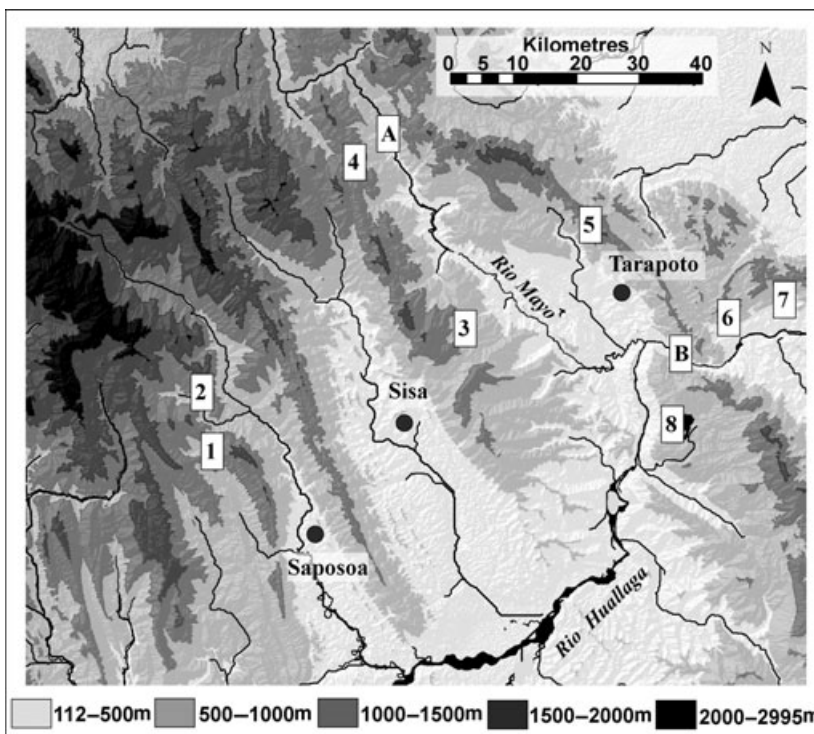 Kilometres
0 5 10 20 30 40
N
A
4
5
Tarapoto
Rio Mayo
7
6
3
B
2
Sisa
8
1
Saposoa
Rio Huallaga
112–500m 500–1000m 1000–1500m 1500–2000m 2000–2995m